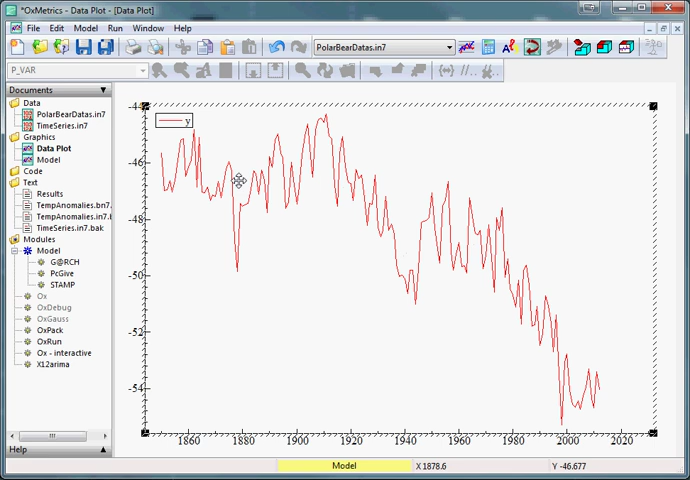 *OxMetrics - Data Plot - [Data Plot]
File Edit Model Run Window Help
PolarBearDatas.in7
P_VAR
Documents
Data
PolarBearDatas.in7
TimeSeries.in7
Graphics
Data Plot
Model
Code
Text
Results
TempAnomalies.bn7
TempAnomalies.in7.b
TimeSeries.in7.bak
Modules
Model
G@RCH
PcGive
STAMP
Ox
OxDebug
OxGauss
OxPack
OxRun
Ox - interactive
X12arima
Help
y
-44
-46
-48
-50
-52
-54
1860 1880 1900 1920 1940 1960 1980 2000 2020
Model X 1878.6 Y -46.677